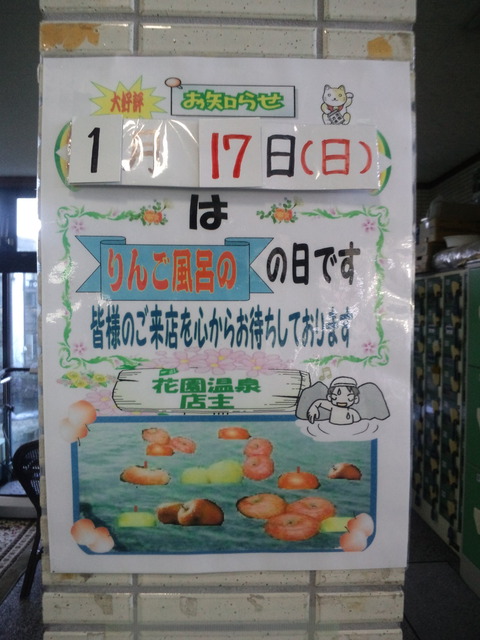 大好評
お知らせ
1月17日(日)
は
りんご風呂の の日です
皆様のご来店を心からお待ちしております
花園温泉
店主